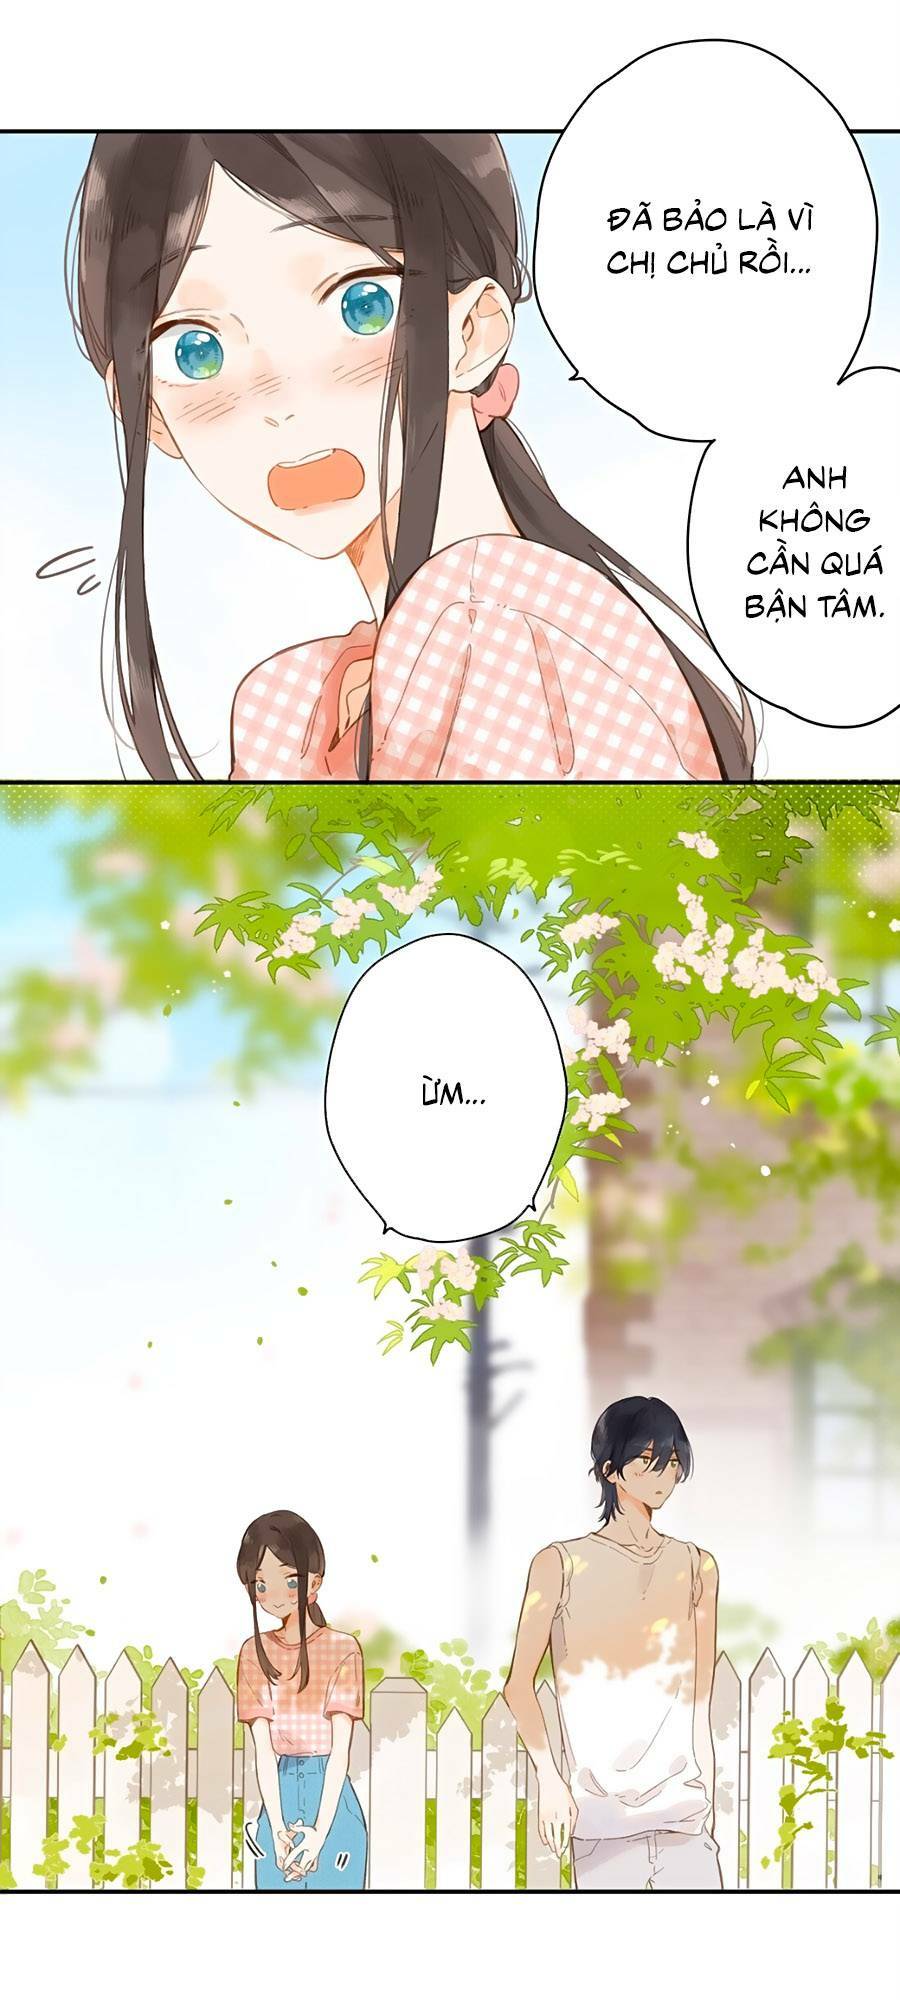 ĐÃ BẢO LÀ VÌ
CHỊ CHỦ RỒI...
ANH
KHÔNG
CẦN QUÁ
BẬN TÂM.
ỪM...